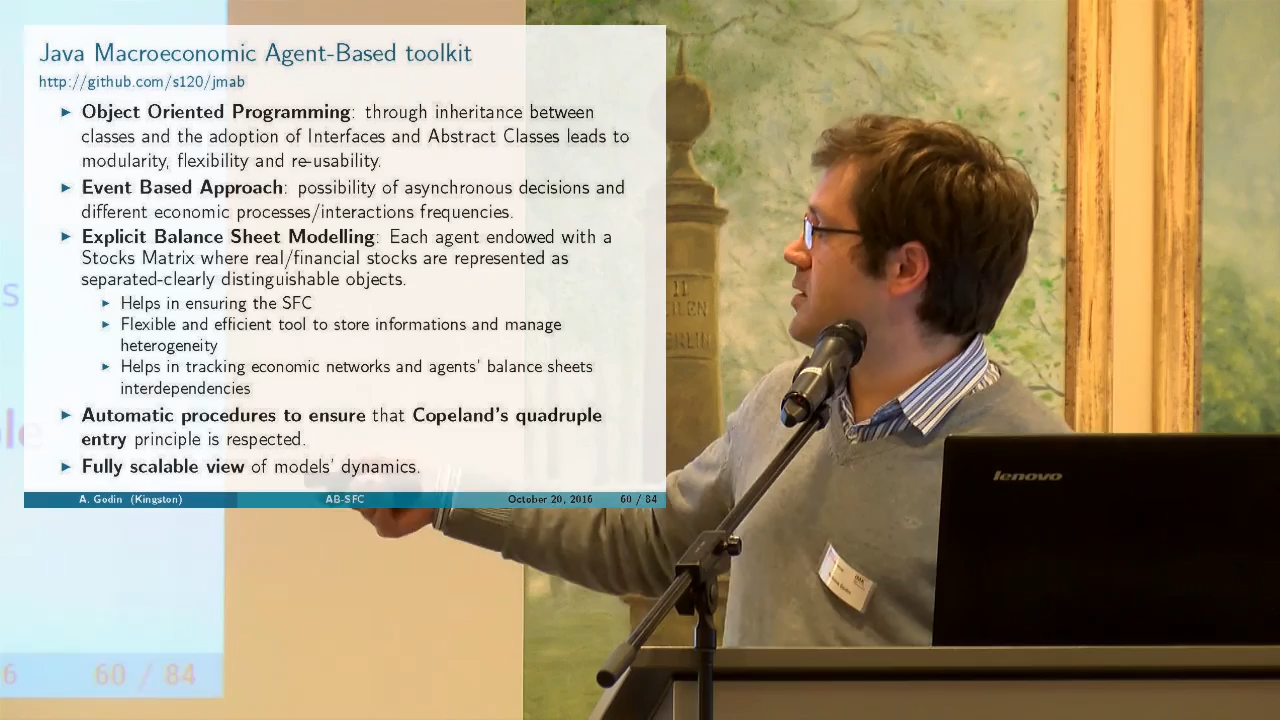 Java Macroeconomic Agent-Based toolkit
http://github.com/s120/jmab
► Object Oriented Programming: through inheritance between
classes and the adoption of Interfaces and Abstract Classes leads to
modularity, flexibility and re-usability.
► Event Based Approach: possibility of asynchronous decisions and
different economic processes/interactions frequencies.
► Explicit Balance Sheet Modelling: Each agent endowed with a
Stocks Matrix where real/financial stocks are represented as
separated-clearly distinguishable objects.
► Helps in ensuring the SFC
► Flexible and efficient tool to store informations and manage
heterogeneity
► Helps in tracking economic networks and agents' balance sheets
interdependencies
► Automatic procedures to ensure that Copeland's quadruple
entry principle is respected.
► Fully scalable view of models' dynamics.
A. Godin (Kingston) AB-SFC October 20, 2016 60 / 84
6 60 / 84
lenovo